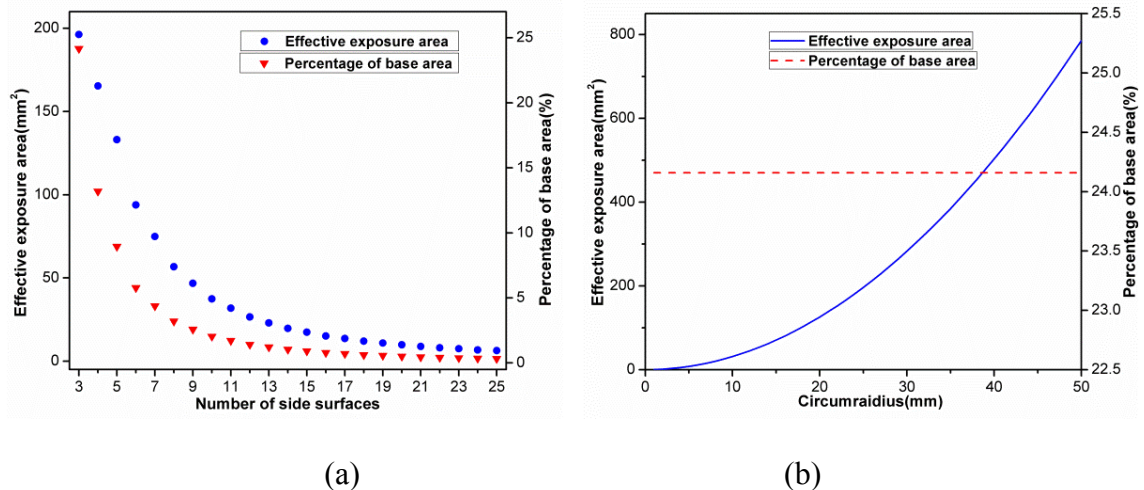 Effective exposure area
Percentage of base area
Effective exposure area(mm²)
200
150
100
50
0
Percentage of base area(%)
25
20
15
10
5
0
3 5 7 9 11 13 15 17 19 21 23 25
Number of side surfaces
(a)
Effective exposure area
Percentage of base area
Effective exposure area(mm²)
800
600
400
200
0
Percentage of base area(%)
25.5
25.0
24.5
24.0
23.5
23.0
22.5
0 10 20 30 40 50
Circumraidius(mm)
(b)